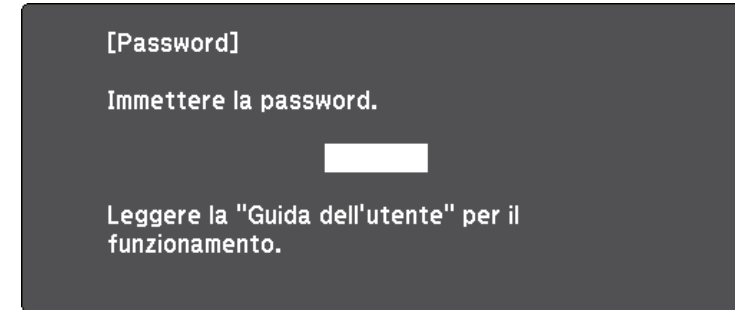 [Password]
Immettere la password.
Leggere la "Guida dell'utente" per il
funzionamento.